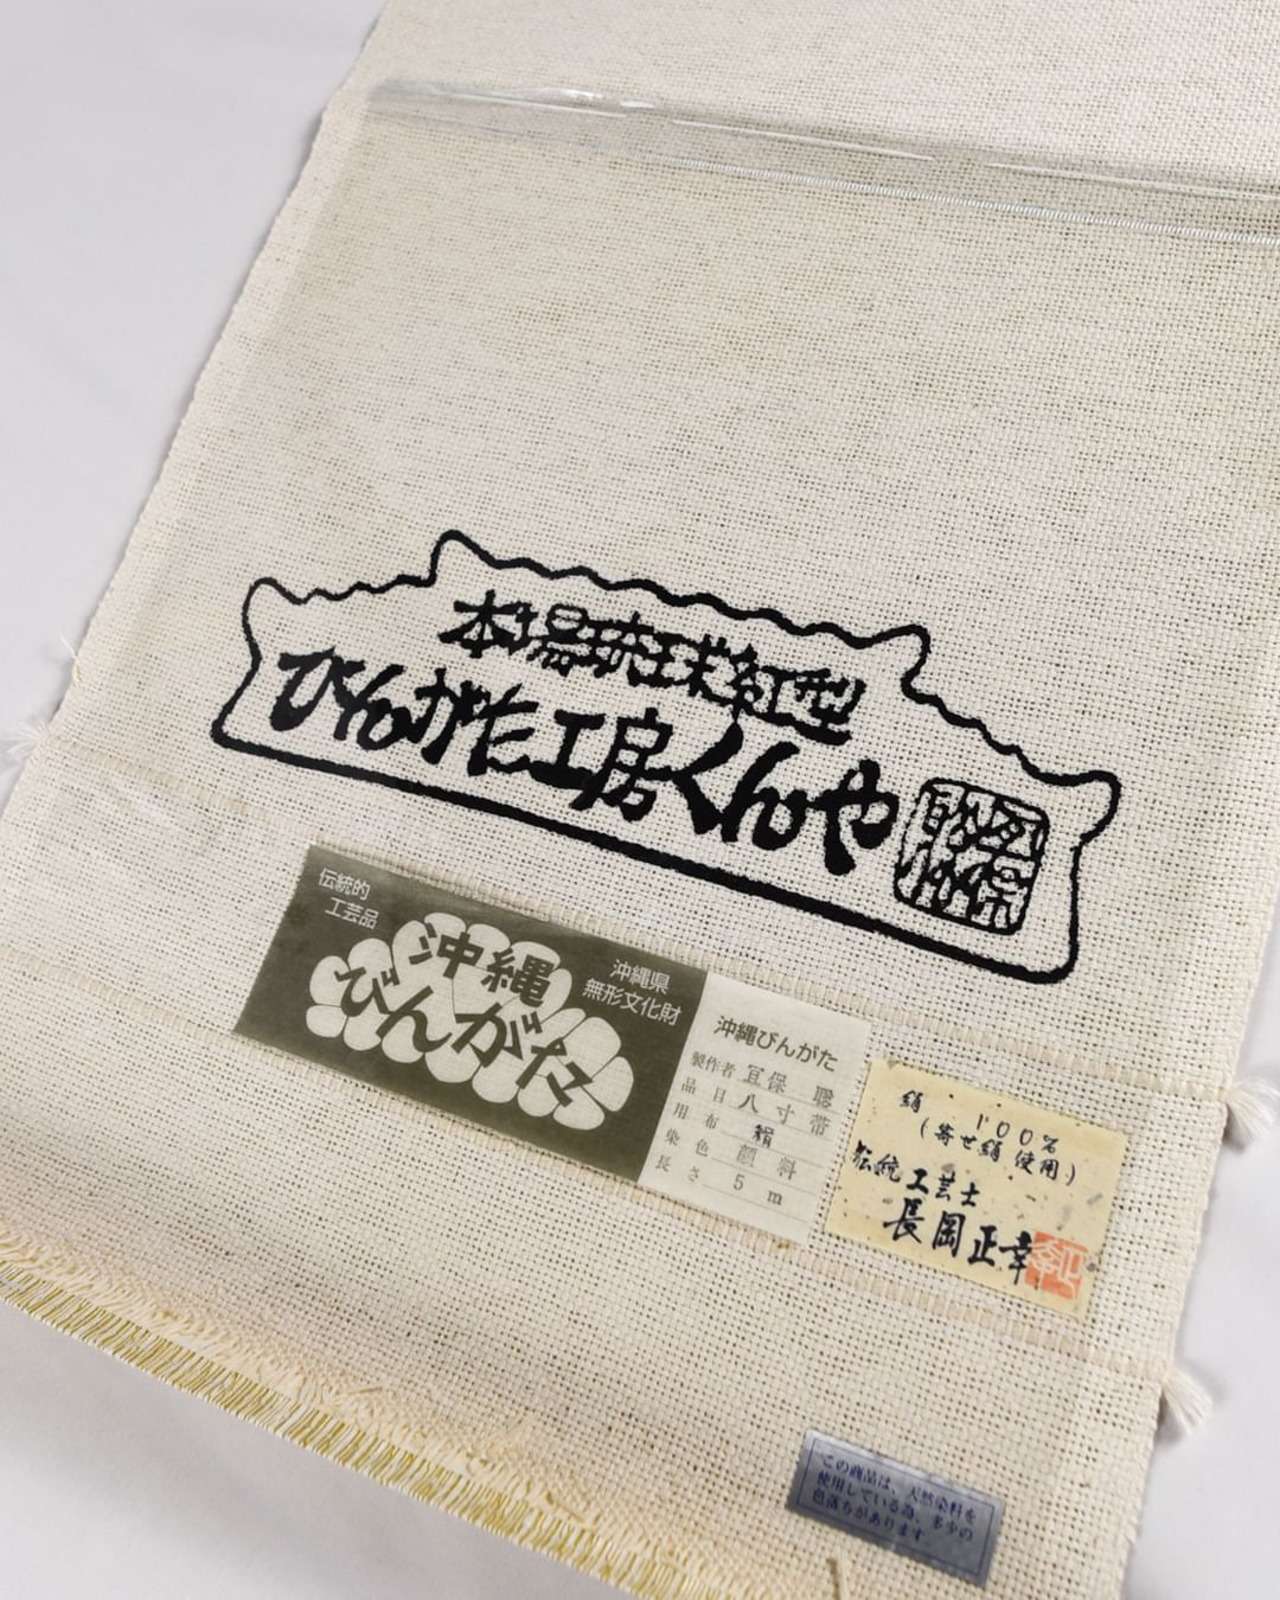 本場琉球紅型
びんがた工房くんや
宜保
聰
伝統的
工芸品
沖縄
びんがた
沖縄県
無形文化財
沖縄びんがた
製作者 宜保 聰
品目 八寸帯
用布 絹
染色 顔料
長さ 5m
絹 100%
(寄せ絹使用)
伝統工芸士
長岡正幸
この商品は、天然染料を
使用している為、多少の
色落ちがあります。